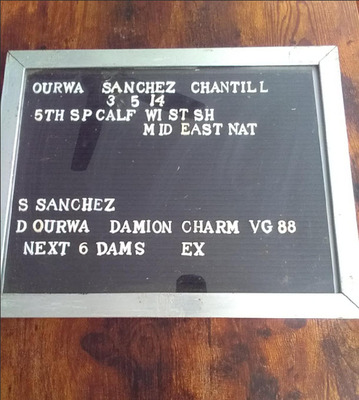 OURWA SANCHEZ CHANTILL
3 5 14
5TH SP CALF WI ST SH
MID EAST NAT
S SANCHEZ
D OURWA DAMION CHARM VG 88
NEXT 6 DAMS EX